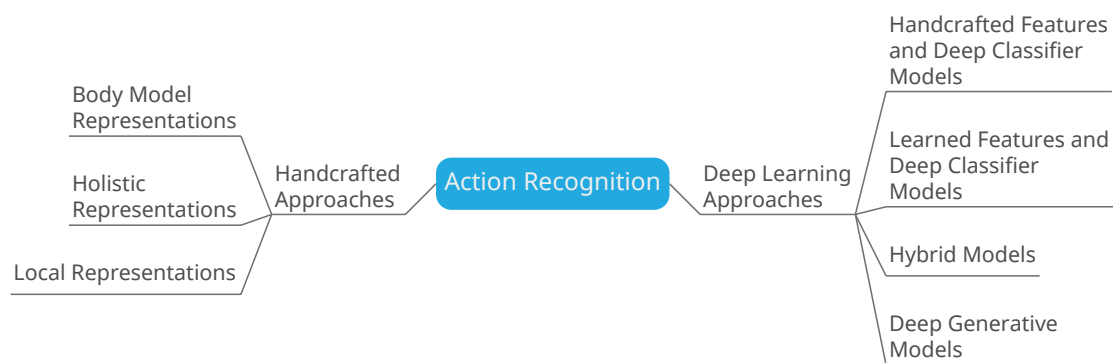 Body Model
Representations
Holistic
Representations
Local Representations
Handcrafted
Approaches
Action Recognition
Deep Learning
Approaches
Handcrafted Features
and Deep Classifier
Models
Learned Features and
Deep Classifier
Models
Hybrid Models
Deep Generative
Models